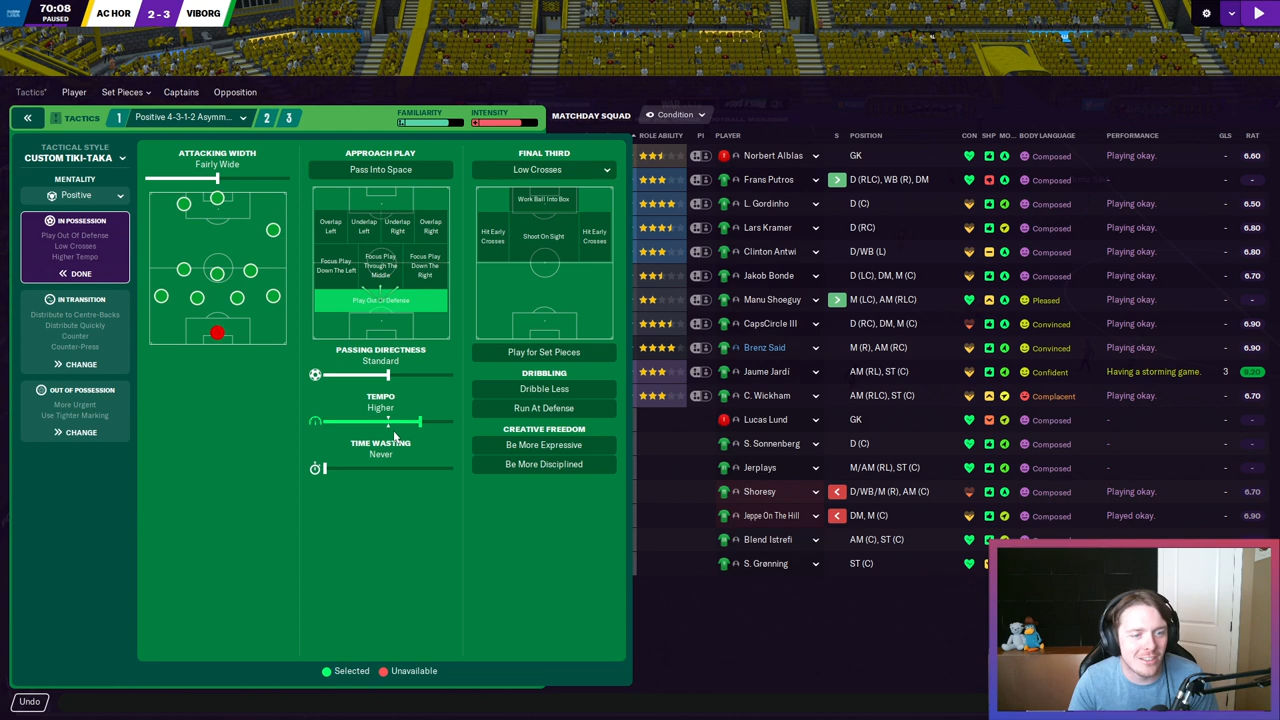 70:08
PAUSED
AC HOR
2 - 3
VIBORG
Tactics*
Player
Set Pieces
Captains
Opposition
TACTICS
1
Positive 4-3-1-2 Asymm...
2
3
FAMILIARITY
INTENSITY
MATCHDAY SQUAD
Condition
TACTICAL STYLE
CUSTOM TIKI-TAKA
MENTALITY
Positive
IN POSSESSION
Play Out Of Defense
Low Crosses
Higher Tempo
DONE
IN TRANSITION
Distribute to Centre-Backs
Distribute Quickly
Counter
Counter-Press
CHANGE
OUT OF POSSESSION
More Urgent
Use Tighter Marking
CHANGE
ATTACKING WIDTH
Fairly Wide
APPROACH PLAY
Pass Into Space
Overlap Left
Underlap Left
Underlap Right
Overlap Right
Focus Play Down The Left
Focus Play Through The Middle
Focus Play Down The Right
Play Out Of Defense
PASSING DIRECTNESS
Standard
TEMPO
Higher
TIME WASTING
Never
FINAL THIRD
Low Crosses
Work Ball Into Box
Hit Early Crosses
Shoot On Sight
Hit Early Crosses
Play for Set Pieces
DRIBBLING
Dribble Less
Run At Defense
CREATIVE FREEDOM
Be More Expressive
Be More Disciplined
Selected
Unavailable
Undo
ROLE ABILITY PI PLAYER S POSITION CON SHP MO... BODY LANGUAGE PERFORMANCE GLS RAT
Norbert Alblas GK Composed Playing okay. - 6.60
Frans Putros D (RLC), WB (R), DM Composed - - -
L. Gordinho D (C) Composed Playing okay. - 6.50
Lars Kramer D (RC) Composed Playing okay. - 6.80
Clinton Antwi D/WB (L) Composed Playing okay. - 6.80
Jakob Bonde D (LC), DM, M (C) Composed Playing okay. - 6.70
Manu Shoeguy M (LC), AM (RLC) Pleased - - -
CapsCircle III D (RC), DM, M (C) Convinced Playing okay. - 6.90
Brenz Said M (R), AM (RC) Convinced Playing okay. - 6.90
Jaume Jardí AM (RL), ST (C) Confident Having a storming game. 3 9.20
C. Wickham AM (RLC), ST (C) Complacent Playing okay. - 6.70
Lucas Lund GK Composed - - -
S. Sonnenberg D (C) Composed - - -
Jerplays M/AM (RL), ST (C) Composed - - -
Shoresy D/WB/M (R), AM (C) Composed Playing okay. - 6.70
Jeppe On The Hill DM, M (C) Composed Played okay. - 6.90
Blend Istrefi AM (C), ST (C) Composed - - -
S. Grønning ST (C)